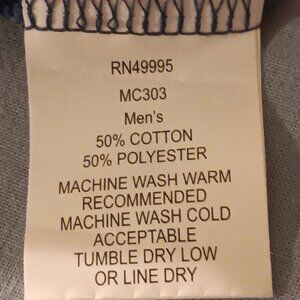 RN49995
MC303
Men's
50% COTTON
50% POLYESTER
MACHINE WASH WARM
RECOMMENDED
MACHINE WASH COLD
ACCEPTABLE
TUMBLE DRY LOW
OR LINE DRY